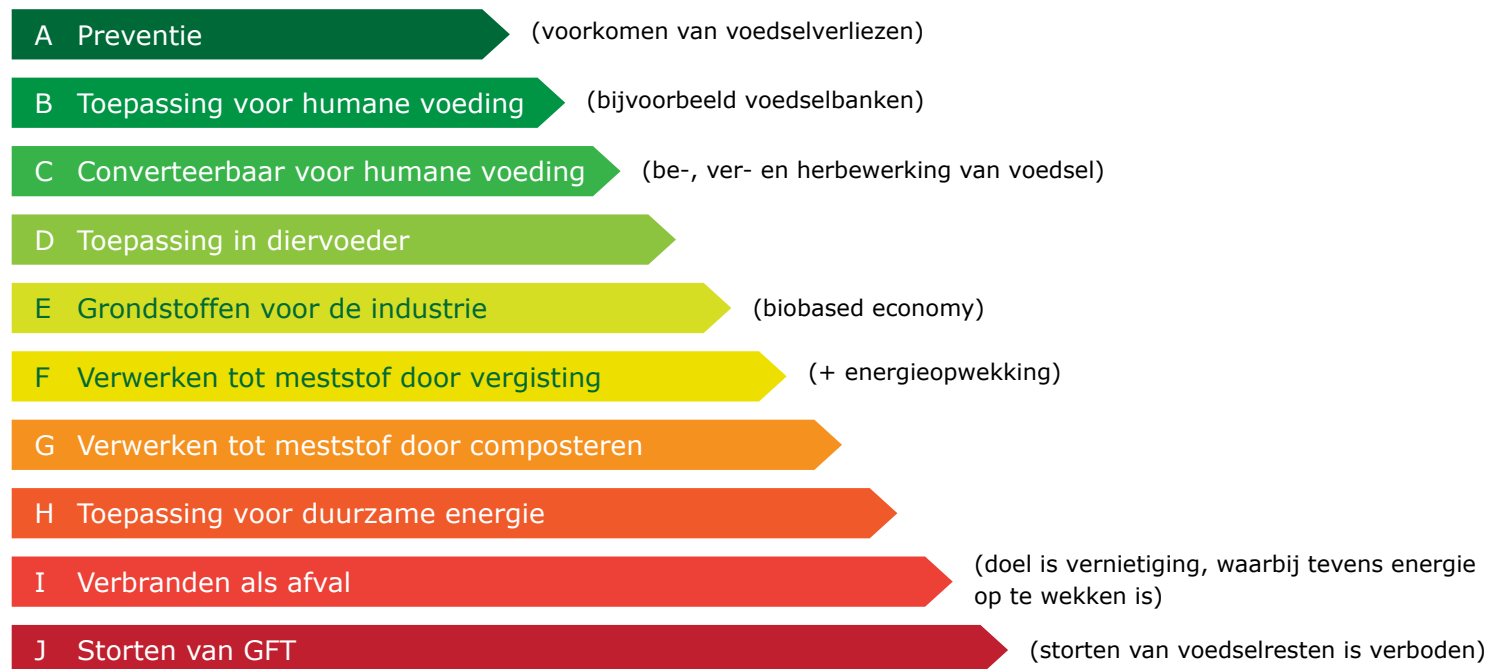 A Preventie (voorkomen van voedselverliezen)
B Toepassing voor humane voeding (bijvoorbeeld voedselbanken)
C Converteerbaar voor humane voeding (be-, ver- en herbewerking van voedsel)
D Toepassing in diervoeder
E Grondstoffen voor de industrie (biobased economy)
F Verwerken tot meststof door vergisting (+ energieopwekking)
G Verwerken tot meststof door composteren
H Toepassing voor duurzame energie
I Verbranden als afval (doel is vernietiging, waarbij tevens energie
op te wekken is)
J Storten van GFT (storten van voedselresten is verboden)